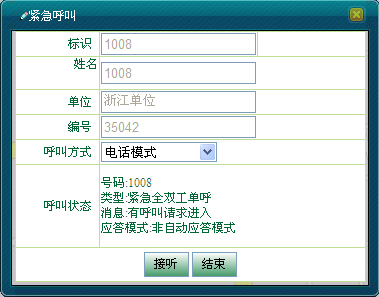 紧急呼叫
标识 1008
姓名 1008
单位 浙江单位
编号 35042
呼叫方式 电话模式
呼叫状态
号码:1008
类型:紧急全双工单呼
消息:有呼叫请求进入
应答模式:非自动应答模式
接听 结束